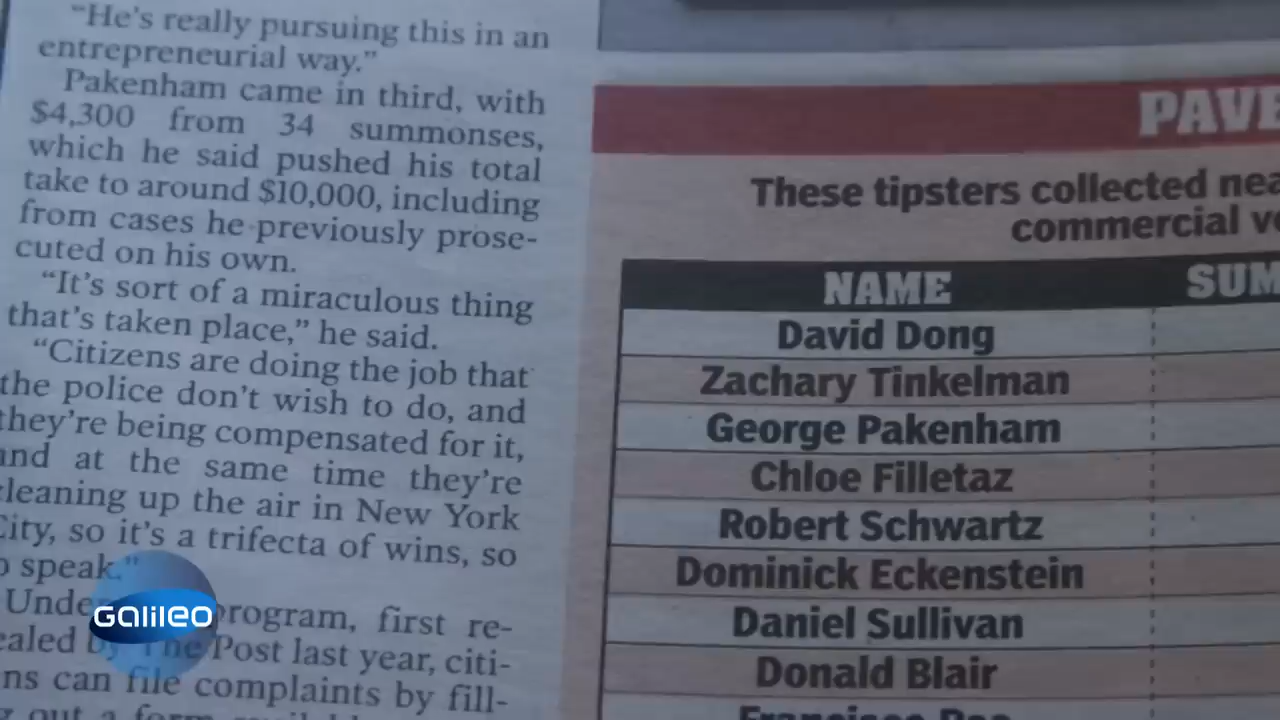 "He's really pursuing this in an
entrepreneurial way."
Pakenham came in third, with
$4,300 from 34 summonses,
which he said pushed his total
take to around $10,000, including
from cases he previously prose-
cuted on his own.
"It's sort of a miraculous thing
that's taken place," he said.
"Citizens are doing the job that
the police don't wish to do, and
they're being compensated for it,
and at the same time they're
cleaning up the air in New York
City, so it's a trifecta of wins, so
speak."
program, first re-
The Post last year, citi-
can file complaints by fill-
out a form
PAVE
These tipsters collected nea
commercial ve
NAME
SUM
David Dong
Zachary Tinkelman
George Pakenham
Chloe Filletaz
Robert Schwartz
Dominick Eckenstein
Daniel Sullivan
Donald Blair
Galileo